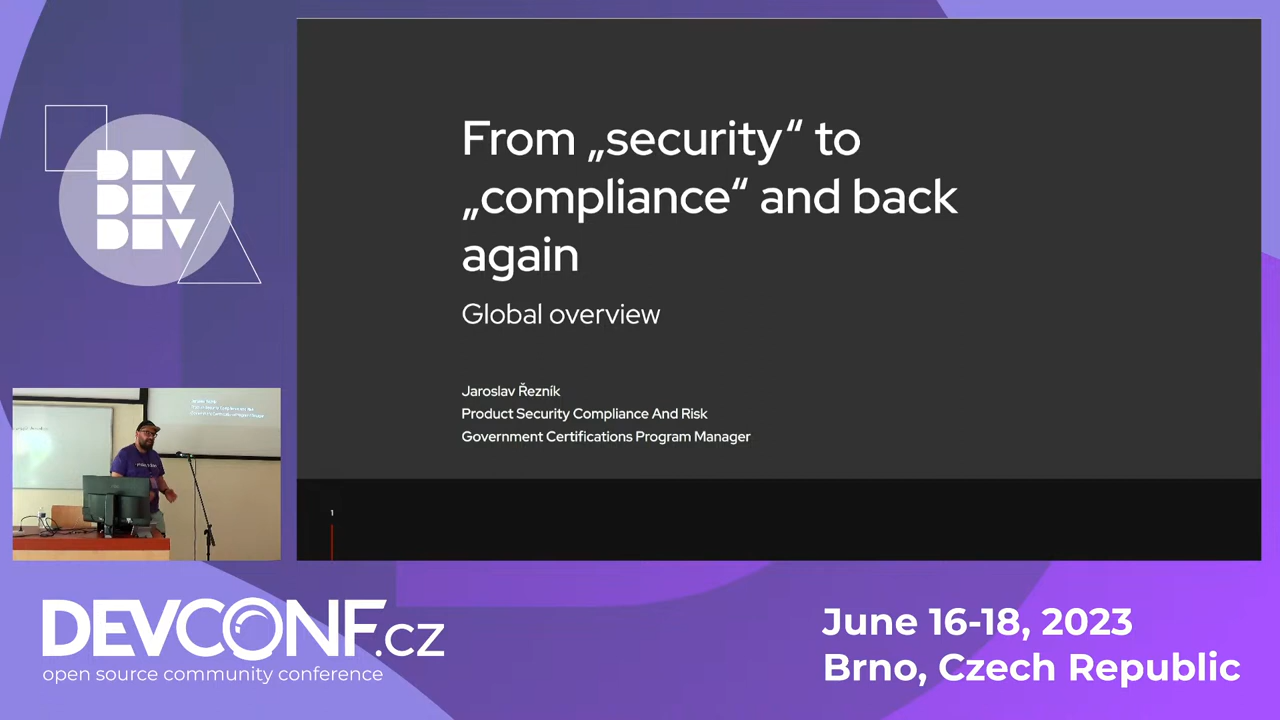 DEV
DEV
DEV
From „security“ to
„compliance“ and back
again
Global overview
Jaroslav Řezník
Product Security Compliance And Risk
Government Certifications Program Manager
1
DEVCONF.cz
open source community conference
June 16-18, 2023
Brno, Czech Republic